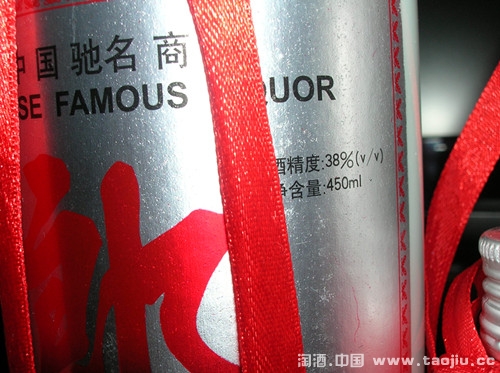 中国驰名商
SE FAMOUS QUOR
酒精度:38%(v/v)
净含量:450ml
淘酒.中国 www.taojiu.cc